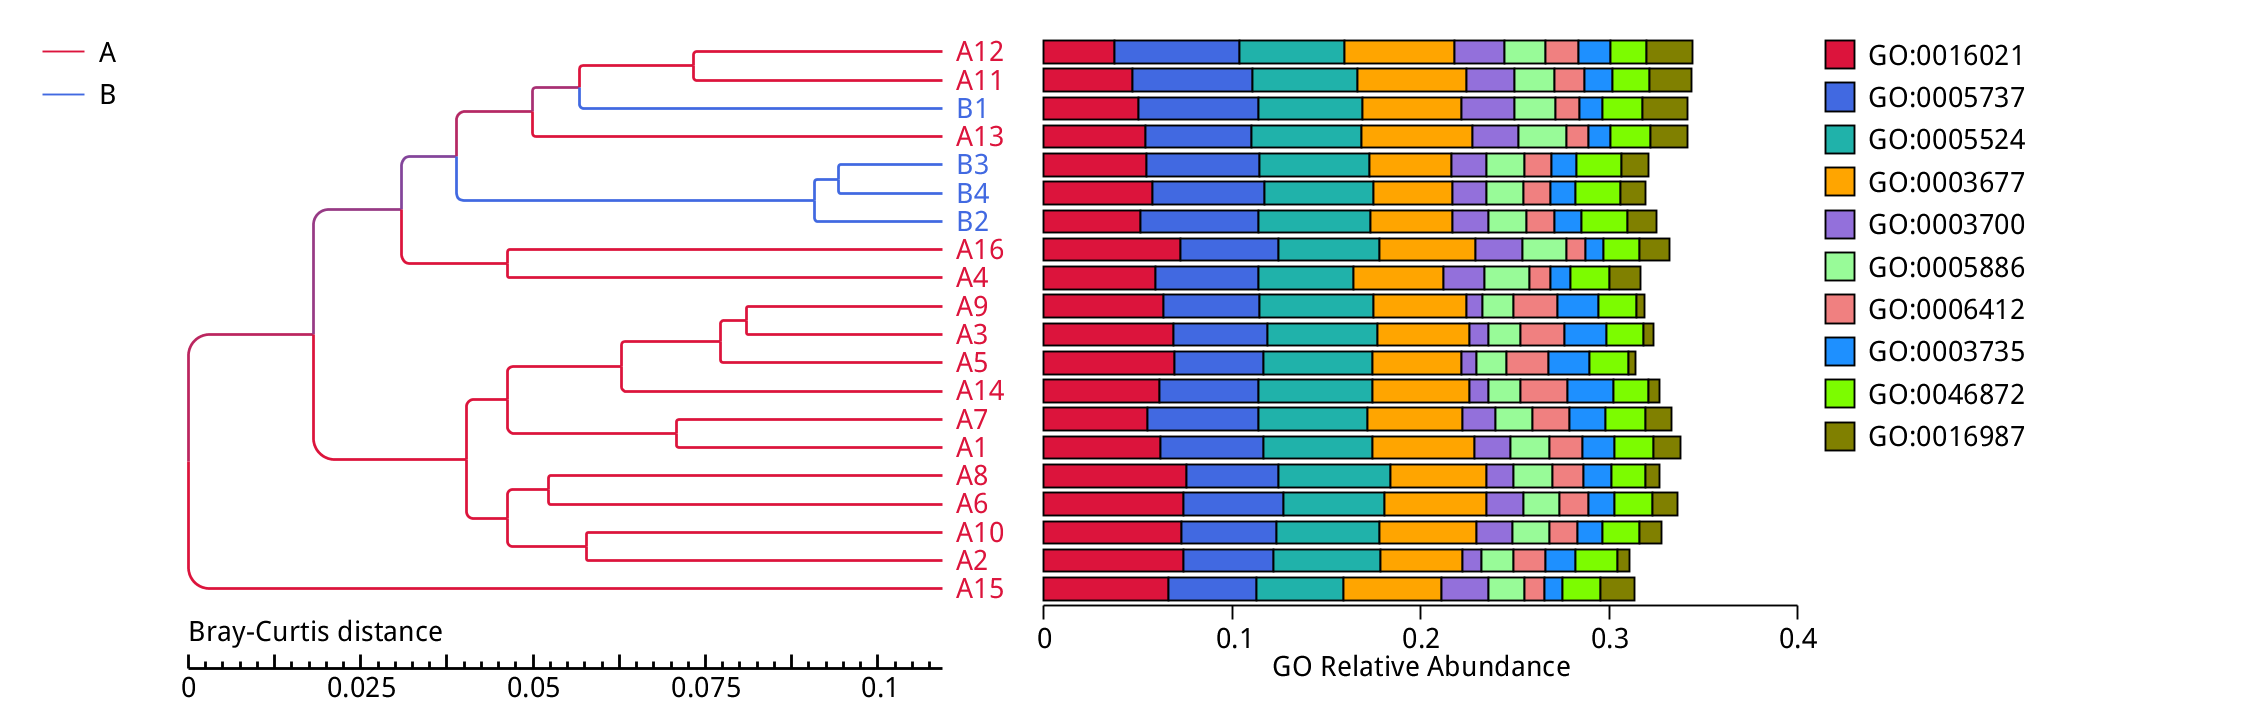 A
B
A12
A11
B1
A13
B3
B4
B2
A16
A4
A9
A3
A5
A14
A7
A1
A8
A6
A10
A2
A15
Bray-Curtis distance
0 0.025 0.05 0.075 0.1
0 0.1 0.2 0.3 0.4
GO Relative Abundance
GO:0016021
GO:0005737
GO:0005524
GO:0003677
GO:0003700
GO:0005886
GO:0006412
GO:0003735
GO:0046872
GO:0016987